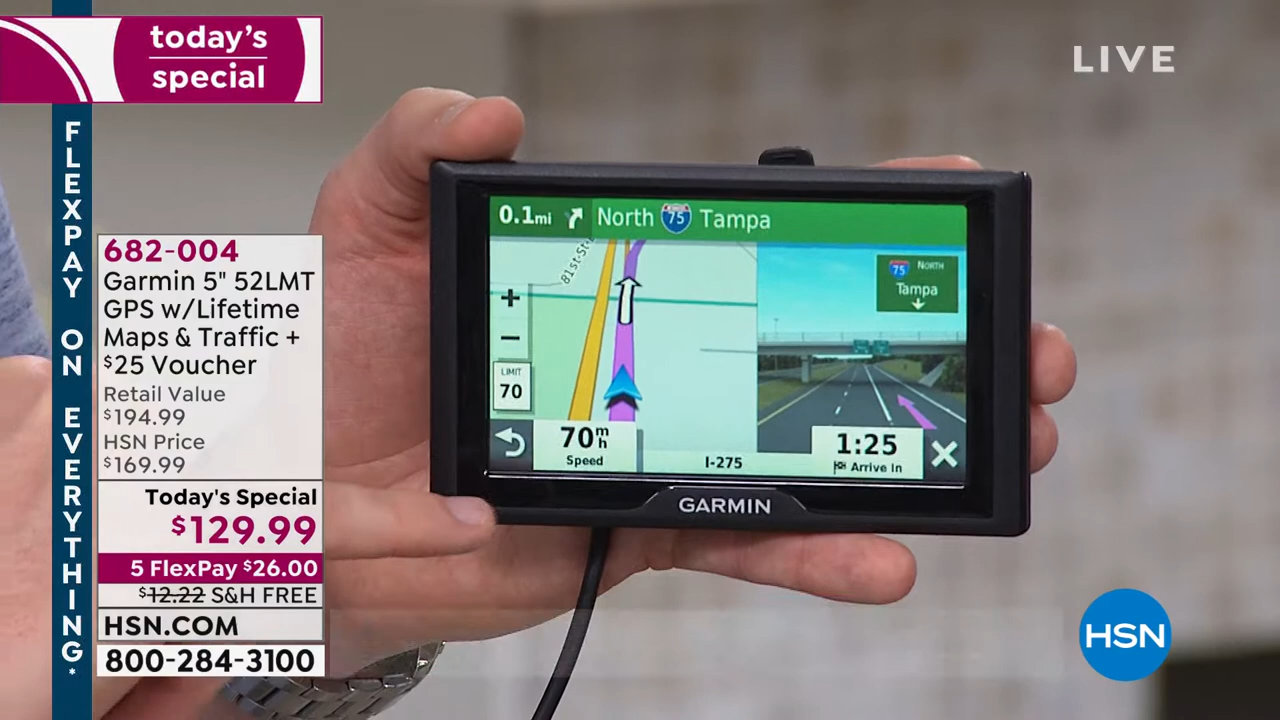 today's
special
LIVE
FLEXPAY ON EVERYTHING*
682-004
Garmin 5" 52LMT
GPS w/Lifetime
Maps & Traffic +
$25 Voucher
Retail Value
$194.99
HSN Price
$169.99
Today's Special
$129.99
5 FlexPay $26.00
$12.22 S&H FREE
HSN.COM
800-284-3100
0.1mi North 75 Tampa
81st-St-
75 NORTH
Tampa
+
−
LIMIT
70
70mh
Speed
I-275
1:25
Arrive In
GARMIN
HSN